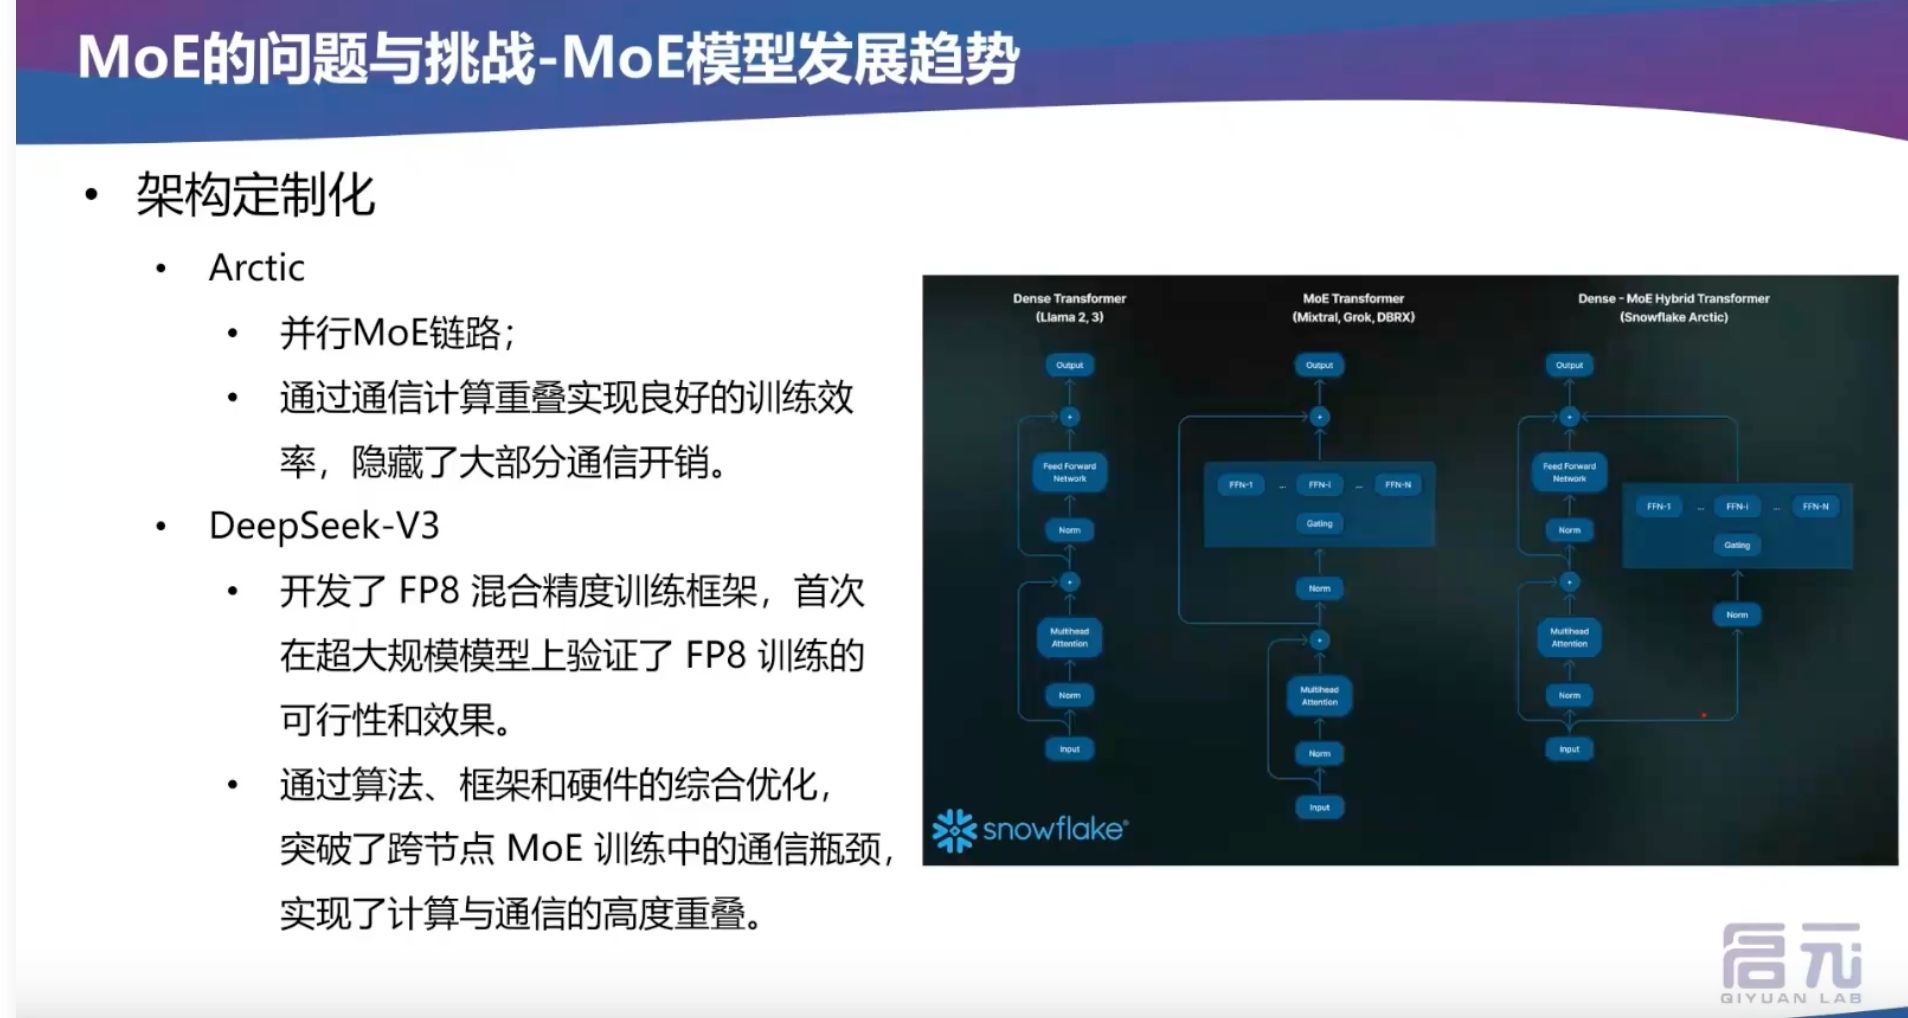 MoE的问题与挑战-MoE模型发展趋势
• 架构定制化
• Arctic
• 并行MoE链路；
• 通过通信计算重叠实现良好的训练效
率，隐藏了大部分通信开销。
• DeepSeek-V3
• 开发了 FP8 混合精度训练框架，首次
在超大规模模型上验证了 FP8 训练的
可行性和效果。
• 通过算法、框架和硬件的综合优化，
突破了跨节点 MoE 训练中的通信瓶颈，
实现了计算与通信的高度重叠。
Dense Transformer
(Llama 2, 3)
Output
+
Feed Forward
Network
Norm
+
Multihead
Attention
Norm
Input
MoE Transformer
(Mixtral, Grok, DBRX)
Output
+
FFN-1 ... FFN-i ... FFN-N
Gating
Norm
+
Multihead
Attention
Norm
Input
Dense - MoE Hybrid Transformer
(Snowflake Arctic)
Output
+
Feed Forward
Network
Norm
+
Multihead
Attention
Norm
Input
FFN-1 ... FFN-i ... FFN-N
Gating
Norm
snowflake®
启元
QIYUAN LAB